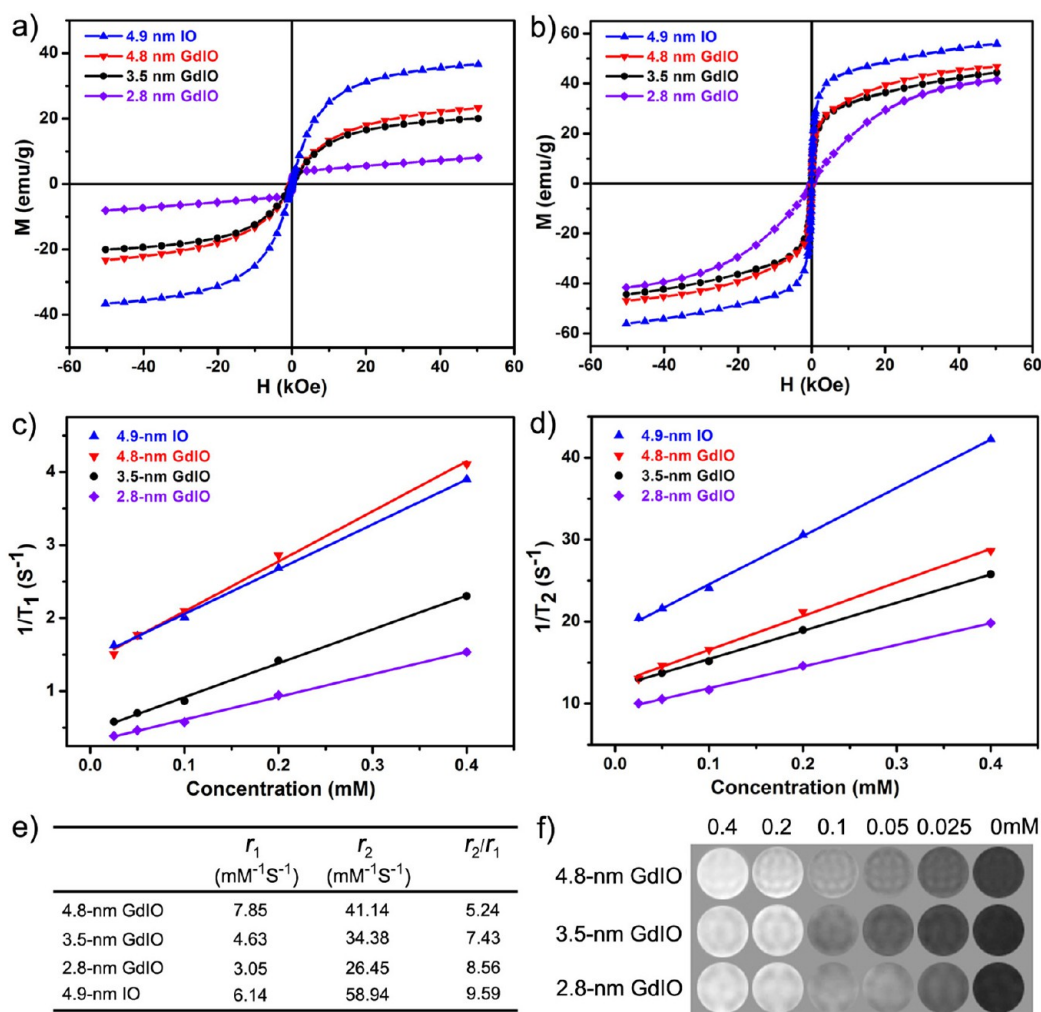 a)
4.9 nm IO
4.8 nm GdIO
3.5 nm GdIO
2.8 nm GdIO
M (emu/g)
40
20
0
-20
-40
-60 -40 -20 0 20 40 60
H (kOe)
b)
4.9 nm IO
4.8 nm GdIO
3.5 nm GdIO
2.8 nm GdIO
M (emu/g)
60
40
20
0
-20
-40
-60
-60 -40 -20 0 20 40 60
H (kOe)
c)
4.9-nm IO
4.8-nm GdIO
3.5-nm GdIO
2.8-nm GdIO
1/T1 (S-1)
4
3
2
1
0.0 0.1 0.2 0.3 0.4
Concentration (mM)
d)
4.9-nm IO
4.8-nm GdIO
3.5-nm GdIO
2.8-nm GdIO
1/T2 (S-1)
40
30
20
10
0.0 0.1 0.2 0.3 0.4
Concentration (mM)
e)
r1 r2 r2/r1
(mM-1S-1) (mM-1S-1)
4.8-nm GdIO 7.85 41.14 5.24
3.5-nm GdIO 4.63 34.38 7.43
2.8-nm GdIO 3.05 26.45 8.56
4.9-nm IO 6.14 58.94 9.59
f)
0.4 0.2 0.1 0.05 0.025 0mM
4.8-nm GdIO
3.5-nm GdIO
2.8-nm GdIO